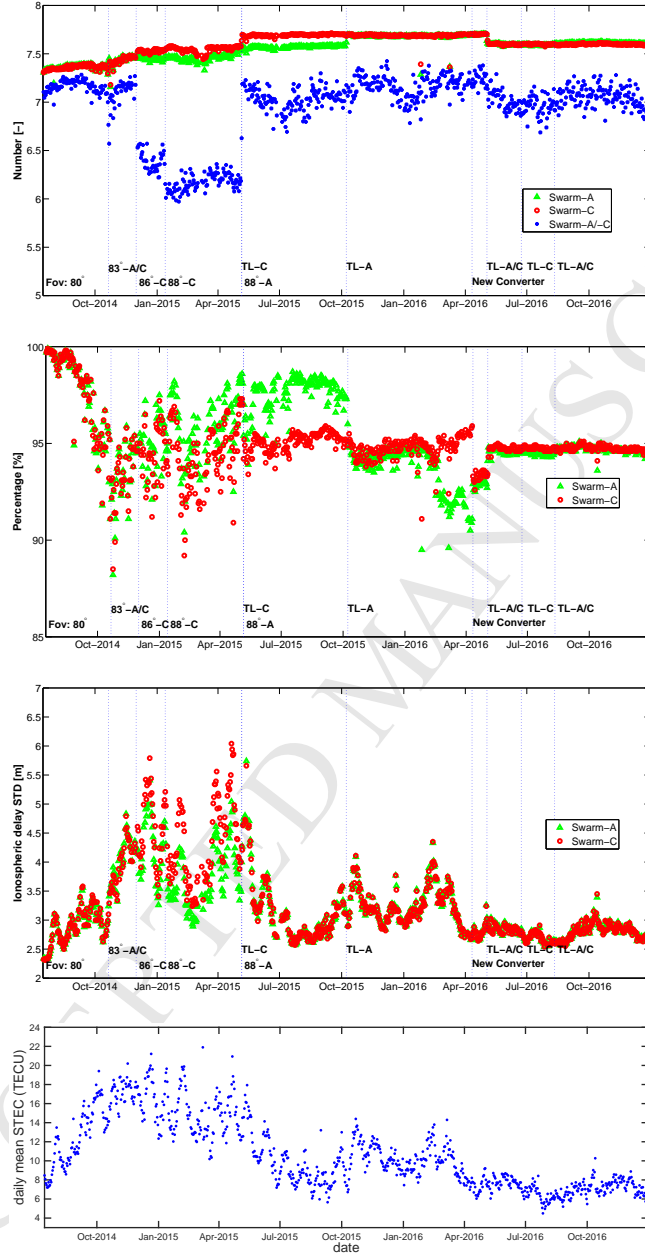 8
7.5
7
6.5
6
5.5
5
Number [–]
Swarm–A
Swarm–C
Swarm–A/–C
Fov: 80°
83°–A/C
86°–C
88°–C
TL–C
88°–A
TL–A
TL–A/C TL–C TL–A/C
New Converter
Oct–2014 Jan–2015 Apr–2015 Jul–2015 Oct–2015 Jan–2016 Apr–2016 Jul–2016 Oct–2016
100
95
90
85
Percentage [%]
Swarm–A
Swarm–C
Fov: 80°
83°–A/C
86°–C
88°–C
TL–C
88°–A
TL–A
TL–A/C TL–C TL–A/C
New Converter
Oct–2014 Jan–2015 Apr–2015 Jul–2015 Oct–2015 Jan–2016 Apr–2016 Jul–2016 Oct–2016
7
6.5
6
5.5
5
4.5
4
3.5
3
2.5
2
Ionospheric delay STD [m]
Swarm–A
Swarm–C
Fov: 80°
83°–A/C
86°–C
88°–C
TL–C
88°–A
TL–A
TL–A/C TL–C TL–A/C
New Converter
Oct–2014 Jan–2015 Apr–2015 Jul–2015 Oct–2015 Jan–2016 Apr–2016 Jul–2016 Oct–2016
24
22
20
18
16
14
12
10
8
6
4
daily mean STEC (TECU)
Oct–2014 Jan–2015 Apr–2015 Jul–2015 Oct–2015 Jan–2016 Apr–2016 Jul–2016 Oct–2016
date